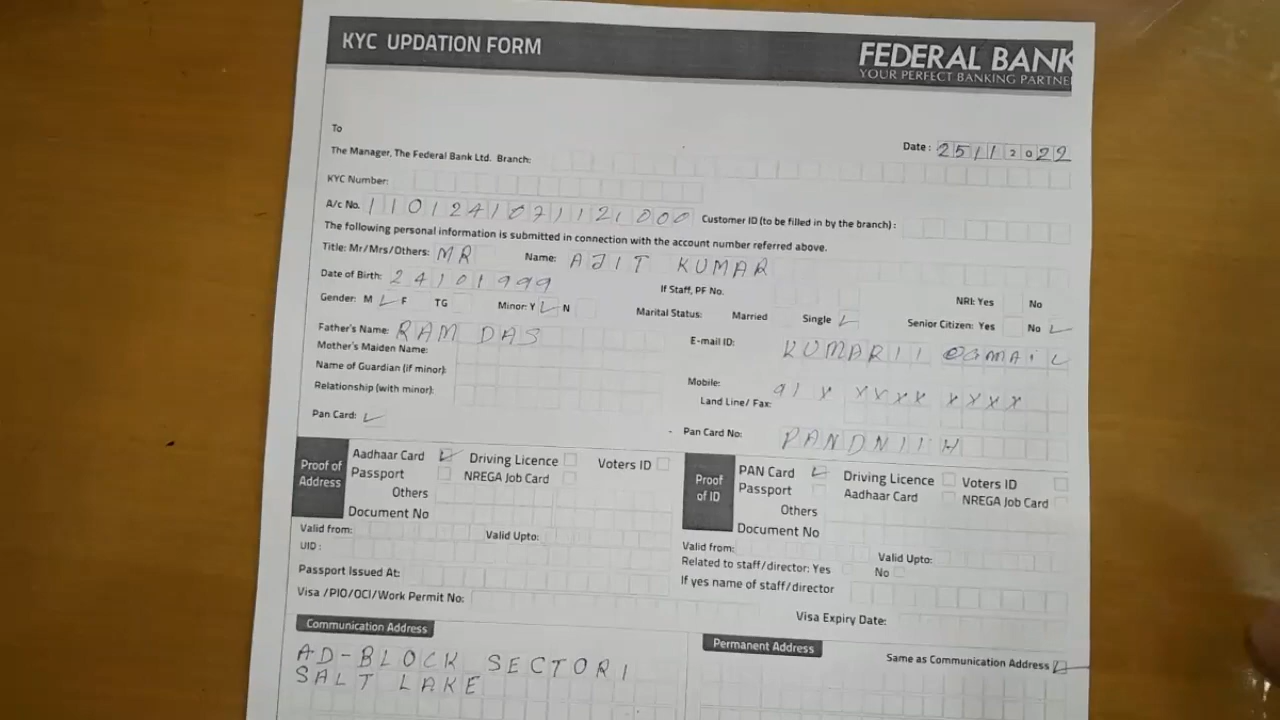 KYC UPDATION FORM
FEDERAL BANK
YOUR PERFECT BANKING PARTNE
To
Date: 25/1/2022
The Manager, The Federal Bank Ltd. Branch:
KYC Number:
A/c No. 1101241071121000 Customer ID (to be filled in by the branch) :
The following personal information is submitted in connection with the account number referred above.
Title: Mr/Mrs/Others: MR Name: AJIT KUMAR
Date of Birth: 24101999 If Staff, PF No.
NRI: Yes No
Gender: M F TG Minor: Y N Marital Status: Married Single Senior Citizen: Yes No
Father's Name: RAM DAS E-mail ID: KUMAR11@GMAIL
Mother's Maiden Name:
Name of Guardian (if minor): Mobile: 91 X XXXX XXXX
Relationship (with minor): Land Line/ Fax:
Pan Card: Pan Card No: PANDN11H
Proof of Address
Aadhaar Card Driving Licence Voters ID
Passport NREGA Job Card
Others
Document No
Valid from: Valid Upto:
UID :
Passport Issued At:
Visa /PIO/OCI/Work Permit No:
Proof of ID
PAN Card Driving Licence Voters ID
Passport Aadhaar Card NREGA Job Card
Others
Document No
Valid from: Valid Upto:
Related to staff/director: Yes No
If yes name of staff/director
Visa Expiry Date:
Communication Address
AD-BLOCK SECTOR 1
SALT LAKE
Permanent Address
Same as Communication Address